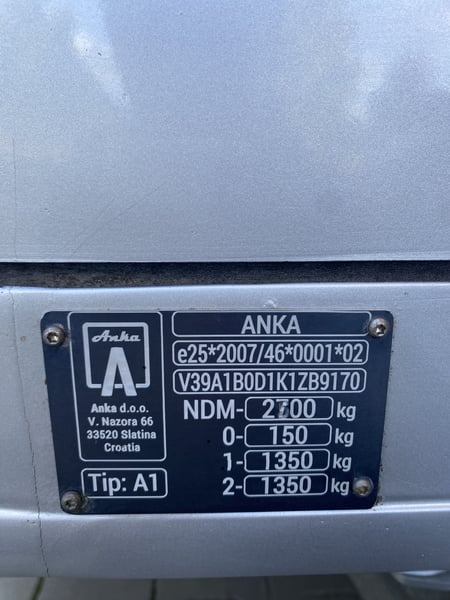 Anka
A
Anka d.o.o.
V. Nazora 66
33520 Slatina
Croatia
Tip: A1
ANKA
e25*2007/46*0001*02
V39A1B0D1K1ZB9170
NDM- 2700 kg
0- 150 kg
1- 1350 kg
2- 1350 kg